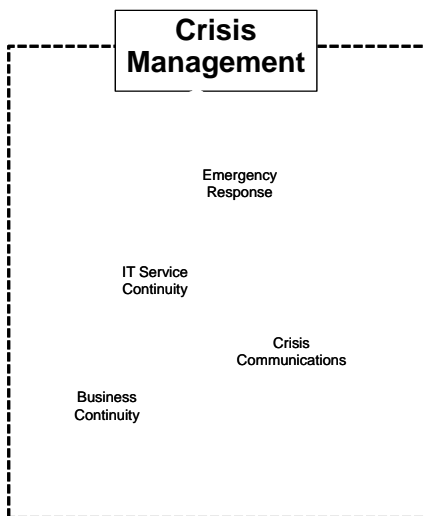 Crisis
Management
Emergency
Response
IT Service
Continuity
Crisis
Communications
Business
Continuity